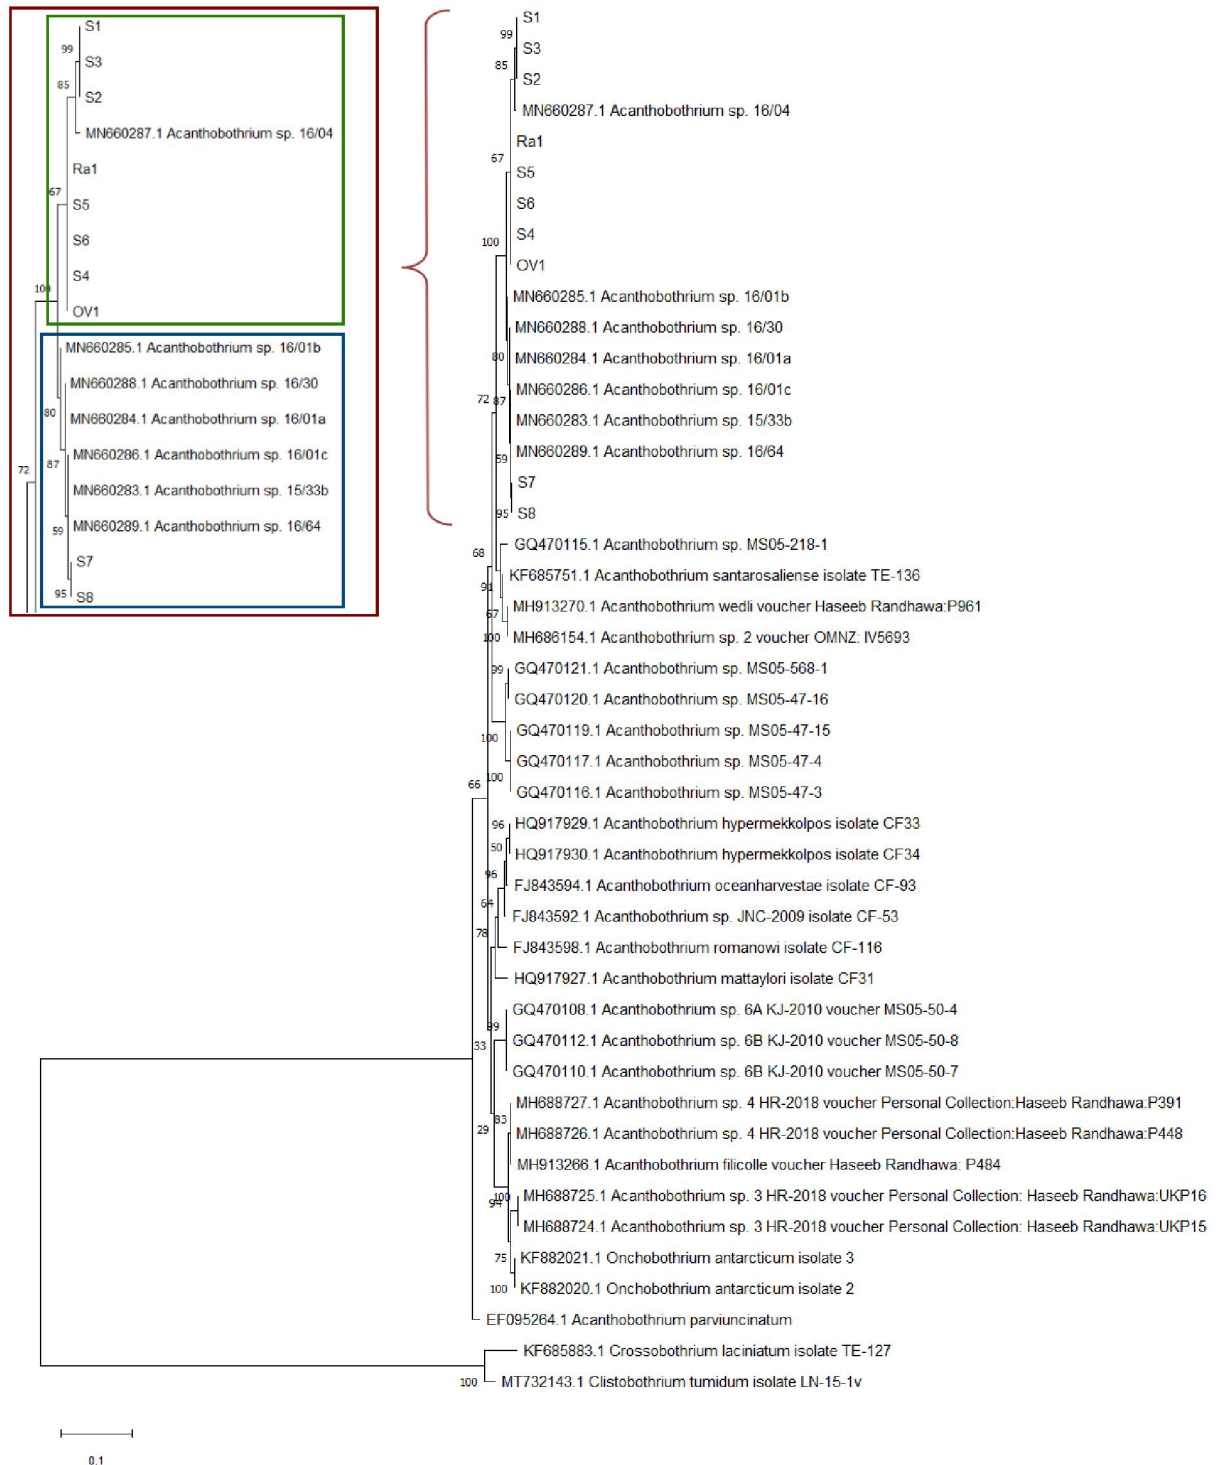 S1
99
S3
85
S2
MN660287.1 Acanthobothrium sp. 16/04
Ra1
67
S5
S6
S4
100
OV1
MN660285.1 Acanthobothrium sp. 16/01b
MN660288.1 Acanthobothrium sp. 16/30
80
MN660284.1 Acanthobothrium sp. 16/01a
MN660286.1 Acanthobothrium sp. 16/01c
72
87
MN660283.1 Acanthobothrium sp. 15/33b
MN660289.1 Acanthobothrium sp. 16/64
59
S7
95
S8
S1
99
S3
85
S2
MN660287.1 Acanthobothrium sp. 16/04
Ra1
67
S5
S6
S4
100
OV1
MN660285.1 Acanthobothrium sp. 16/01b
MN660288.1 Acanthobothrium sp. 16/30
80
MN660284.1 Acanthobothrium sp. 16/01a
MN660286.1 Acanthobothrium sp. 16/01c
72
87
MN660283.1 Acanthobothrium sp. 15/33b
MN660289.1 Acanthobothrium sp. 16/64
59
S7
95
S8
GQ470115.1 Acanthobothrium sp. MS05-218-1
68
KF685751.1 Acanthobothrium santarosaliense isolate TE-136
91
MH913270.1 Acanthobothrium wedli voucher Haseeb Randhawa:P961
67
100
MH686154.1 Acanthobothrium sp. 2 voucher OMNZ: IV5693
99
GQ470121.1 Acanthobothrium sp. MS05-568-1
GQ470120.1 Acanthobothrium sp. MS05-47-16
GQ470119.1 Acanthobothrium sp. MS05-47-15
100
GQ470117.1 Acanthobothrium sp. MS05-47-4
100
66
GQ470116.1 Acanthobothrium sp. MS05-47-3
96
HQ917929.1 Acanthobothrium hypermekkolpos isolate CF33
50
HQ917930.1 Acanthobothrium hypermekkolpos isolate CF34
96
FJ843594.1 Acanthobothrium oceanharvestae isolate CF-93
64
FJ843592.1 Acanthobothrium sp. JNC-2009 isolate CF-53
78
FJ843598.1 Acanthobothrium romanowi isolate CF-116
HQ917927.1 Acanthobothrium mattaylori isolate CF31
GQ470108.1 Acanthobothrium sp. 6A KJ-2010 voucher MS05-50-4
99
33
GQ470112.1 Acanthobothrium sp. 6B KJ-2010 voucher MS05-50-8
GQ470110.1 Acanthobothrium sp. 6B KJ-2010 voucher MS05-50-7
MH688727.1 Acanthobothrium sp. 4 HR-2018 voucher Personal Collection:Haseeb Randhawa:P391
83
29
MH688726.1 Acanthobothrium sp. 4 HR-2018 voucher Personal Collection:Haseeb Randhawa:P448
MH913266.1 Acanthobothrium filicolle voucher Haseeb Randhawa: P484
100
94
MH688725.1 Acanthobothrium sp. 3 HR-2018 voucher Personal Collection: Haseeb Randhawa:UKP16
MH688724.1 Acanthobothrium sp. 3 HR-2018 voucher Personal Collection: Haseeb Randhawa:UKP15
75
KF882021.1 Onchobothrium antarcticum isolate 3
100
KF882020.1 Onchobothrium antarcticum isolate 2
EF095264.1 Acanthobothrium parviuncinatum
KF685883.1 Crossobothrium laciniatum isolate TE-127
100
MT732143.1 Clistobothrium tumidum isolate LN-15-1v
0.1